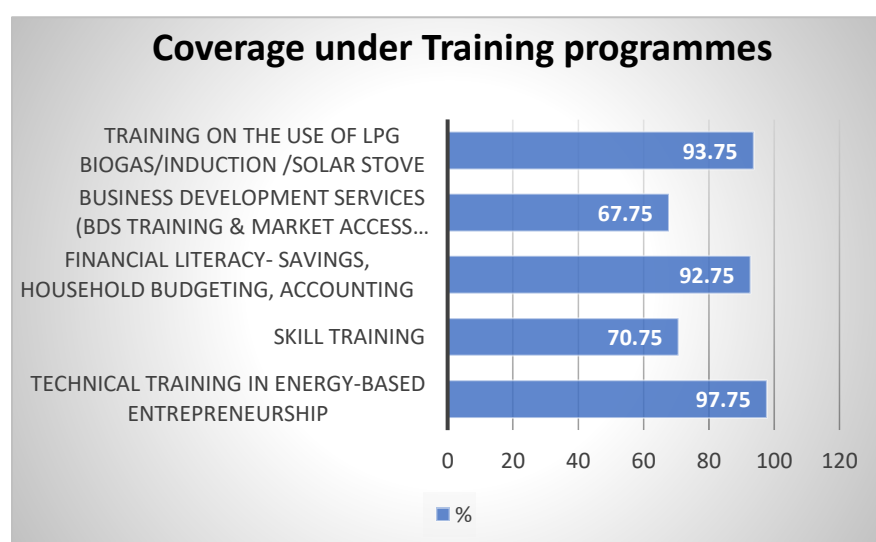 Coverage under Training programmes
TRAINING ON THE USE OF LPG
BIOGAS/INDUCTION /SOLAR STOVE
93.75
BUSINESS DEVELOPMENT SERVICES
(BDS TRAINING & MARKET ACCESS...
67.75
FINANCIAL LITERACY- SAVINGS,
HOUSEHOLD BUDGETING, ACCOUNTING
92.75
SKILL TRAINING
70.75
TECHNICAL TRAINING IN ENERGY-BASED
ENTREPRENEURSHIP
97.75
0 20 40 60 80 100 120
%